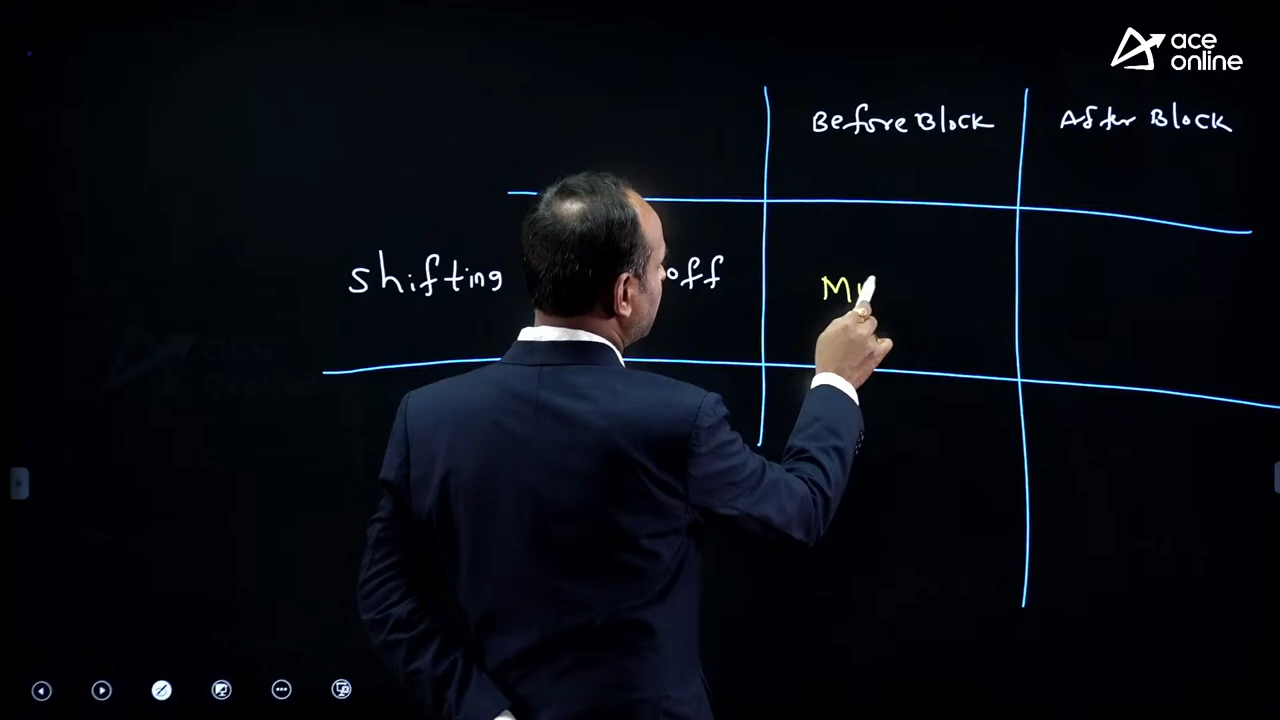 ace
online
Before Block
After Block
shifting off
M